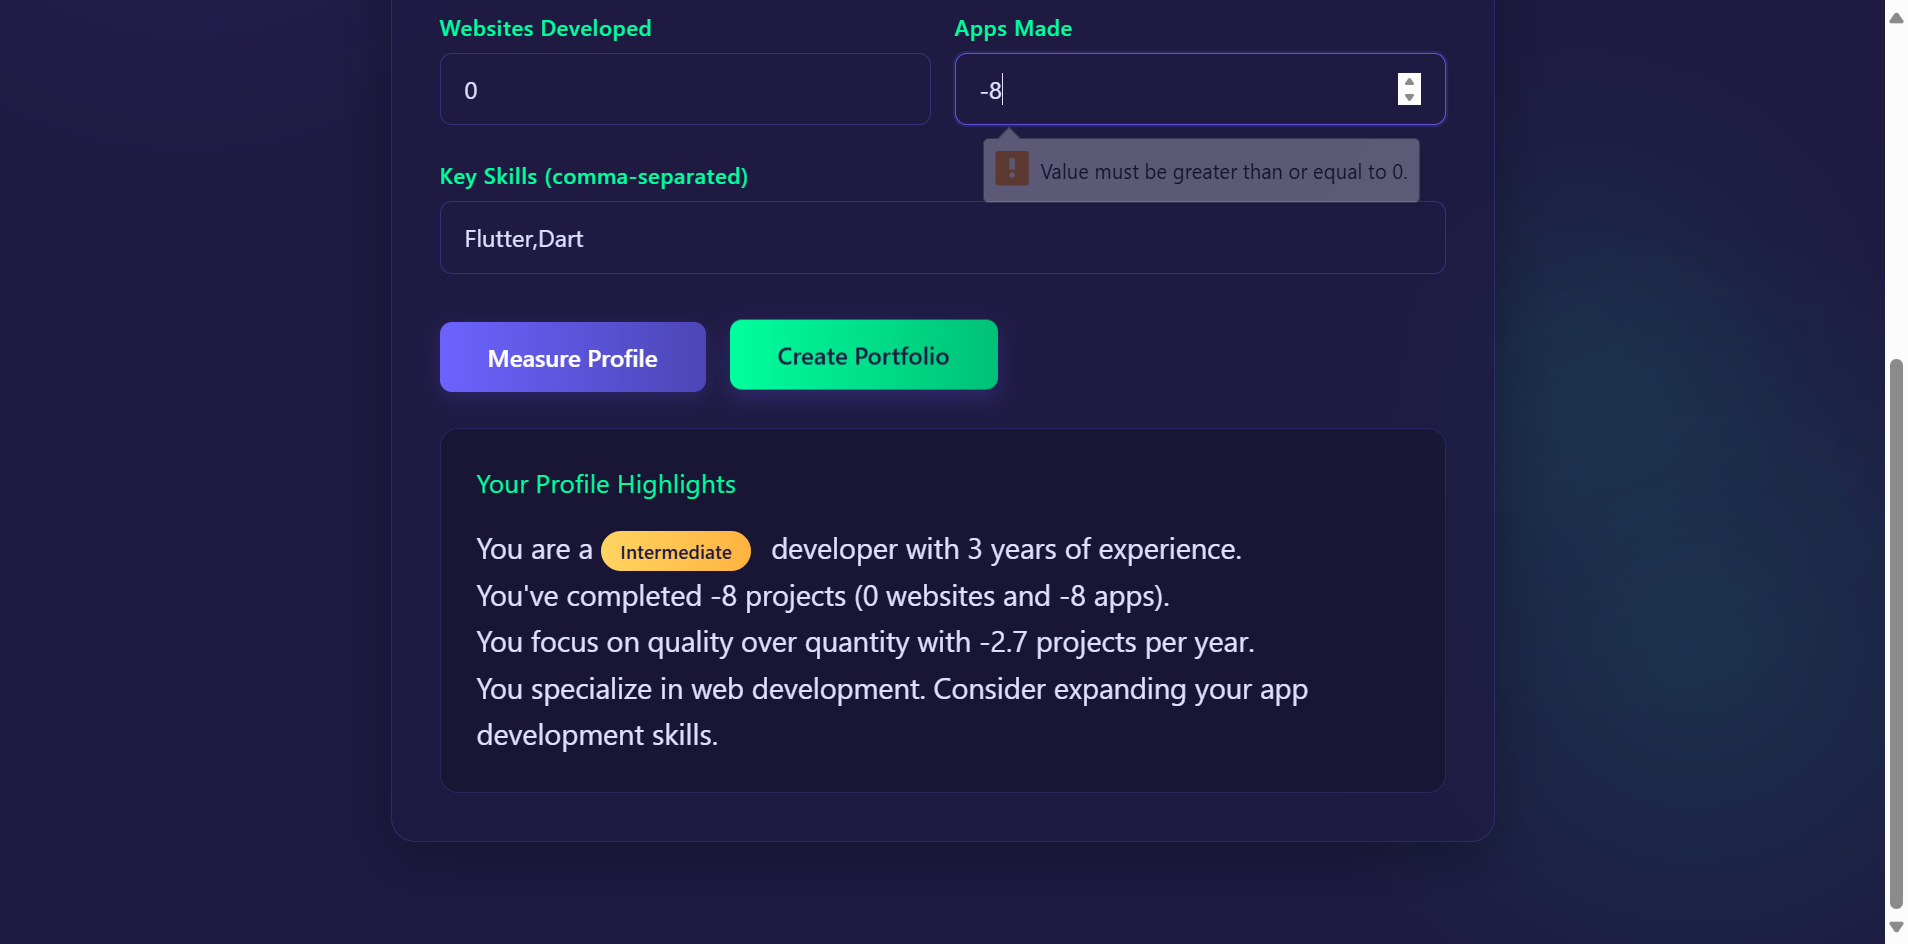 Websites Developed
Apps Made
0
-8
Value must be greater than or equal to 0.
Key Skills (comma-separated)
Flutter,Dart
Measure Profile
Create Portfolio
Your Profile Highlights
You are a Intermediate developer with 3 years of experience.
You've completed -8 projects (0 websites and -8 apps).
You focus on quality over quantity with -2.7 projects per year.
You specialize in web development. Consider expanding your app
development skills.